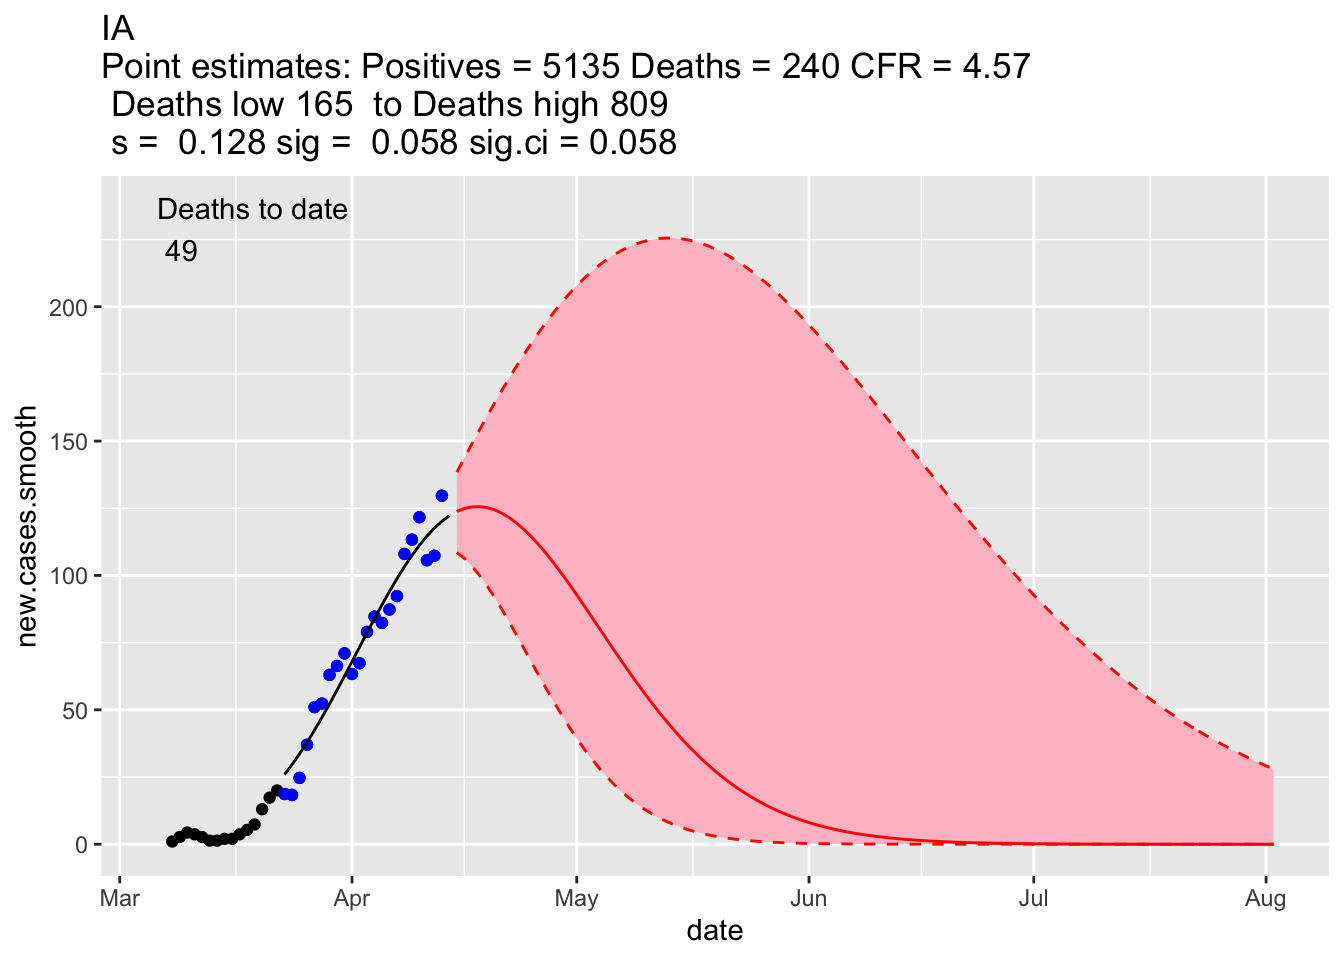 IA
Point estimates: Positives = 5135 Deaths = 240 CFR = 4.57
Deaths low 165  to Deaths high 809
s =  0.128 sig =  0.058 sig.ci = 0.058
Deaths to date
49
200
150
100
50
0
new.cases.smooth
Mar Apr May Jun Jul Aug
date